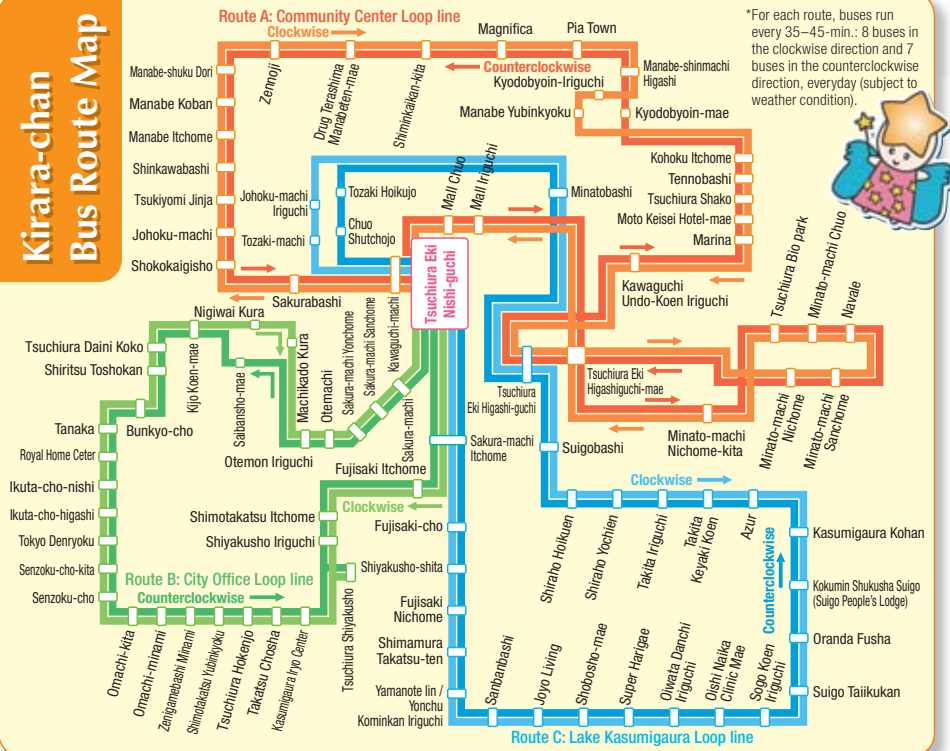 Kirara-chan
Bus Route Map
Route A: Community Center Loop line
Clockwise
Counterclockwise
*For each route, buses run
every 35–45-min.: 8 buses in
the clockwise direction and 7
buses in the counterclockwise
direction, everyday (subject to
weather condition).
Magnifica
Pia Town
Manabe-shuku Dori
Zennoji
Drug Terashima
Manabeten-mae
Shiminkaikan-kita
Kyodobyoin-Iriguchi
Manabe-shinmachi
Higashi
Manabe Koban
Manabe Yubinkyoku
Kyodobyoin-mae
Manabe Itchome
Shinkawabashi
Tsukiyomi Jinja
Johoku-machi
Shokokaigisho
Kohoku Itchome
Tennobashi
Tsuchiura Shako
Moto Keisei Hotel-mae
Marina
Tozaki Hoikujo
Johoku-machi
Iriguchi
Chuo
Shutchojo
Tozaki-machi
Mall Chuo
Mall Iriguchi
Minatobashi
Tsuchiura Eki
Nishi-guchi
Sakurabashi
Kawaguchi
Undo-Koen Iriguchi
Tsuchiura Bio park
Minato-machi Chuo
Navale
Nigiwai Kura
Tsuchiura Daini Koko
Shiritsu Toshokan
Kijo Koen-mae
Saibansho-mae
Machikado Kura
Otemachi
Sakura-machi Yonchome
Sakura-machi Sanchome
Kawaguchi-machi
Sakura-machi
Tsuchiura
Eki Higashi-guchi
Tsuchiura Eki
Higashiguchi-mae
Minato-machi
Nichome-kita
Minato-machi
Nichome
Minato-machi
Sanchome
Tanaka
Bunkyo-cho
Otemon Iriguchi
Royal Home Ceter
Ikuta-cho-nishi
Ikuta-cho-higashi
Tokyo Denryoku
Senzoku-cho-kita
Senzoku-cho
Fujisaki Itchome
Clockwise
Shimotakatsu Itchome
Shiyakusho Iriguchi
Route B: City Office Loop line
Counterclockwise
Omachi-kita
Omachi-minami
Zenigamebashi Minami
Shimotakatsu Yubinkyoku
Tsuchiura Hokenjo
Takatsu Chosha
Kasumigaura Iryo Center
Tsuchiura Shiyakusho
Sakura-machi
Itchome
Suigobashi
Fujisaki-cho
Shiyakusho-shita
Fujisaki
Nichome
Shimamura
Takatsu-ten
Yamanote Iin /
Yonchu
Kominkan Iriguchi
Clockwise
Shiraho Hoikuen
Shiraho Yochien
Takita Iriguchi
Takita
Keyaki Koen
Azur
Counterclockwise
Kasumigaura Kohan
Kokumin Shukusha Suigo
(Suigo People's Lodge)
Oranda Fusha
Suigo Taiikukan
Sanbanbashi
Joyo Living
Shobosho-mae
Super Harigae
Oiwata Danchi
Iriguchi
Oishi Naika
Clinic Mae
Sogo Koen
Iriguchi
Route C: Lake Kasumigaura Loop line